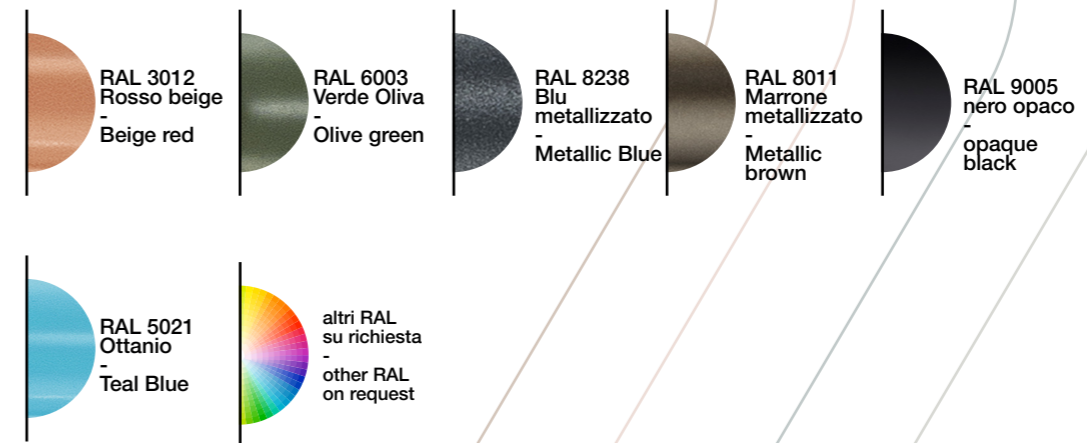 RAL 3012
Rosso beige
-
Beige red
RAL 6003
Verde Oliva
-
Olive green
RAL 8238
Blu
metallizzato
-
Metallic Blue
RAL 8011
Marrone
metallizzato
-
Metallic
brown
RAL 9005
nero opaco
-
opaque
black
RAL 5021
Ottanio
-
Teal Blue
altri RAL
su richiesta
-
other RAL
on request